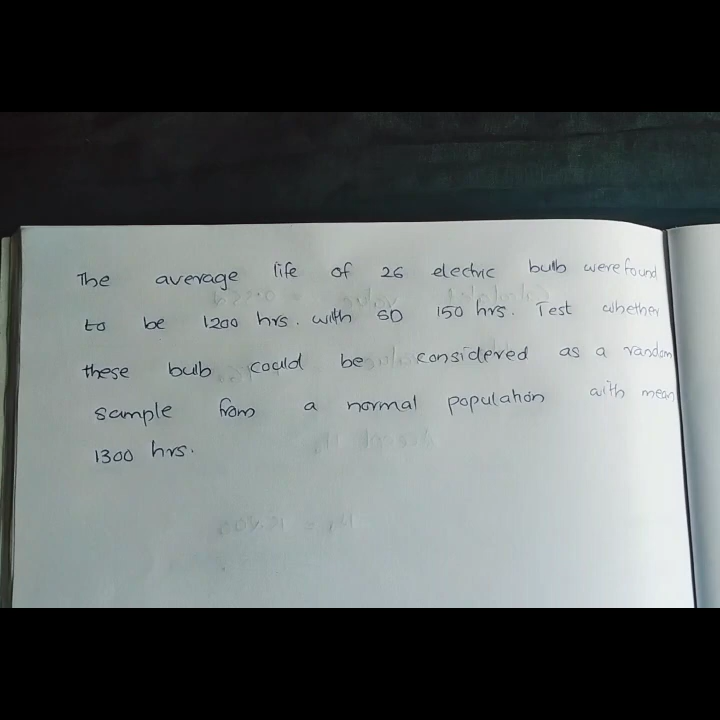 The average life of 26 electric bulb were found
to be 1200 hrs. with SD 150 hrs. Test whether
these bulb could be considered as a random
sample from a normal population with mean
1300 hrs.